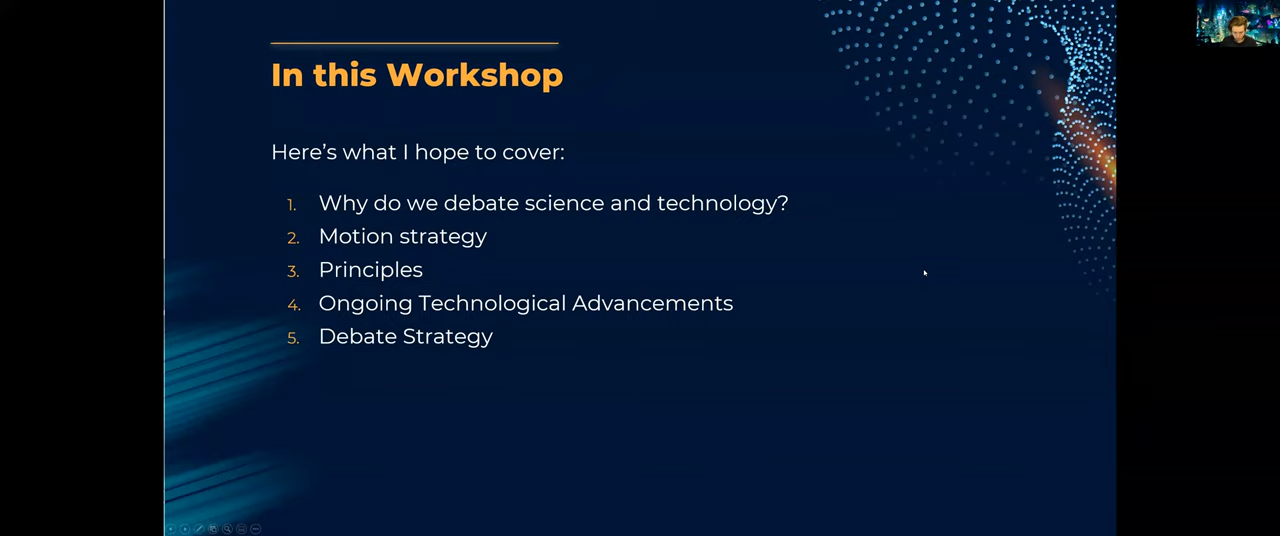 In this Workshop
Here's what I hope to cover:
1. Why do we debate science and technology?
2. Motion strategy
3. Principles
4. Ongoing Technological Advancements
5. Debate Strategy